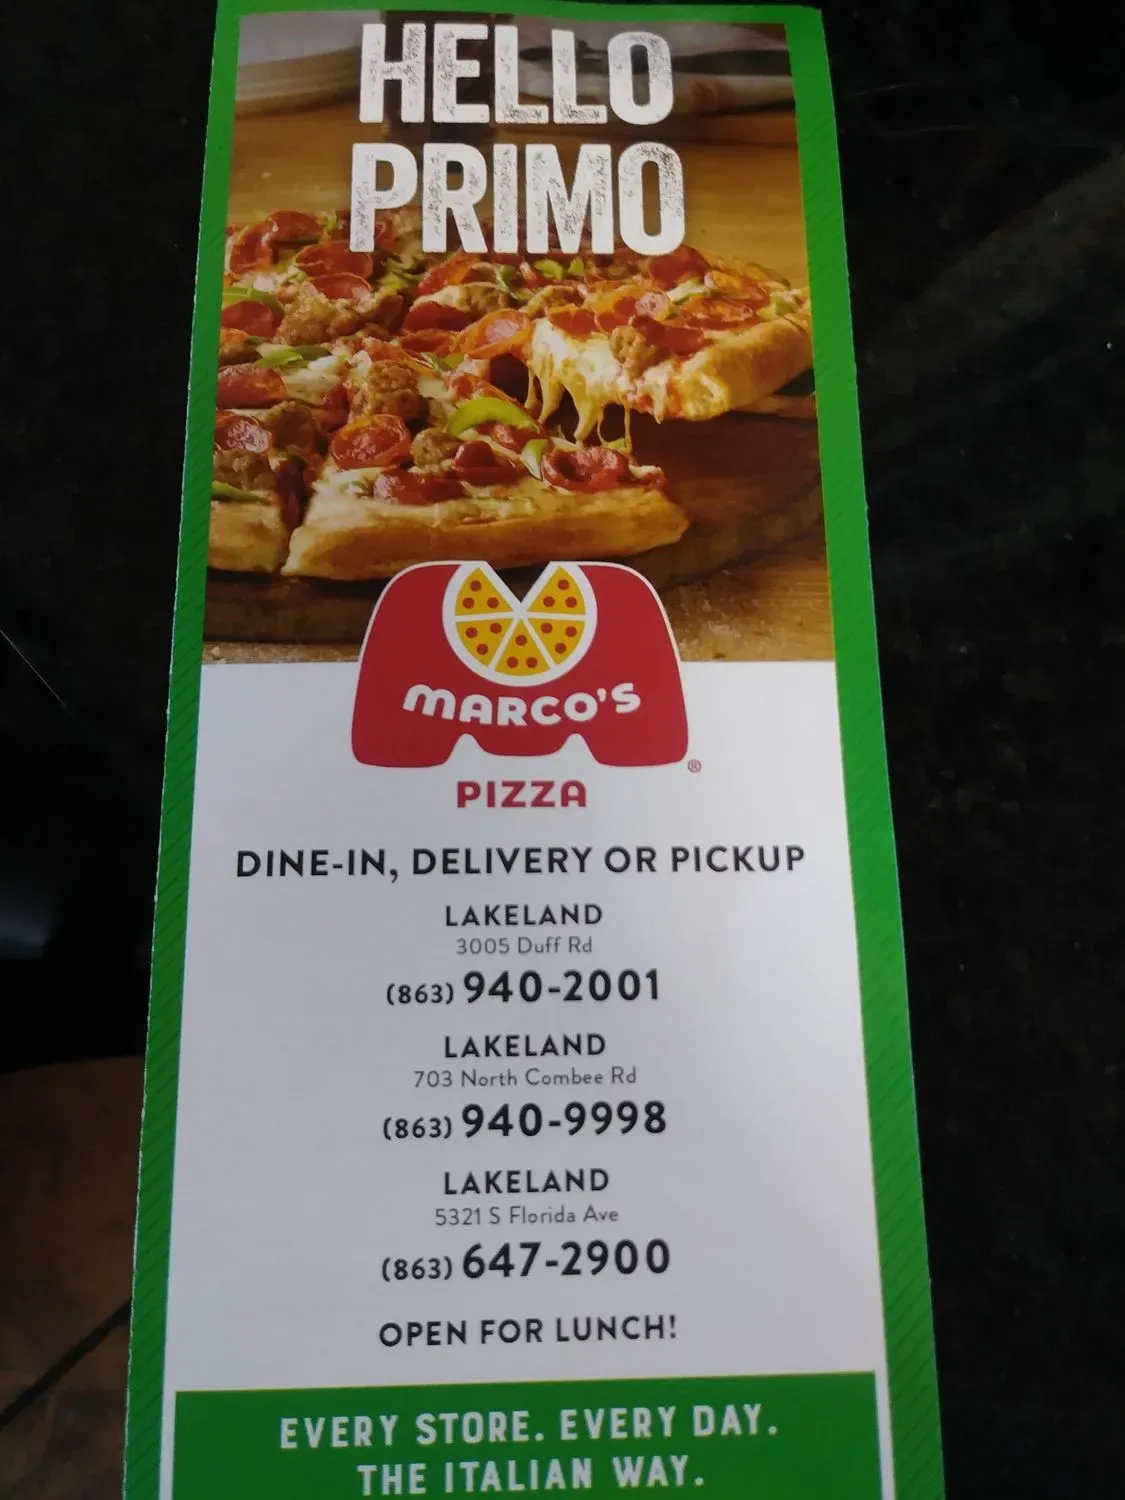 HELLO
PRIMO
MARCO'S
®
PIZZA
DINE-IN, DELIVERY OR PICKUP
LAKELAND
3005 Duff Rd
(863) 940-2001
LAKELAND
703 North Combee Rd
(863) 940-9998
LAKELAND
5321 S Florida Ave
(863) 647-2900
OPEN FOR LUNCH!
EVERY STORE. EVERY DAY.
THE ITALIAN WAY.